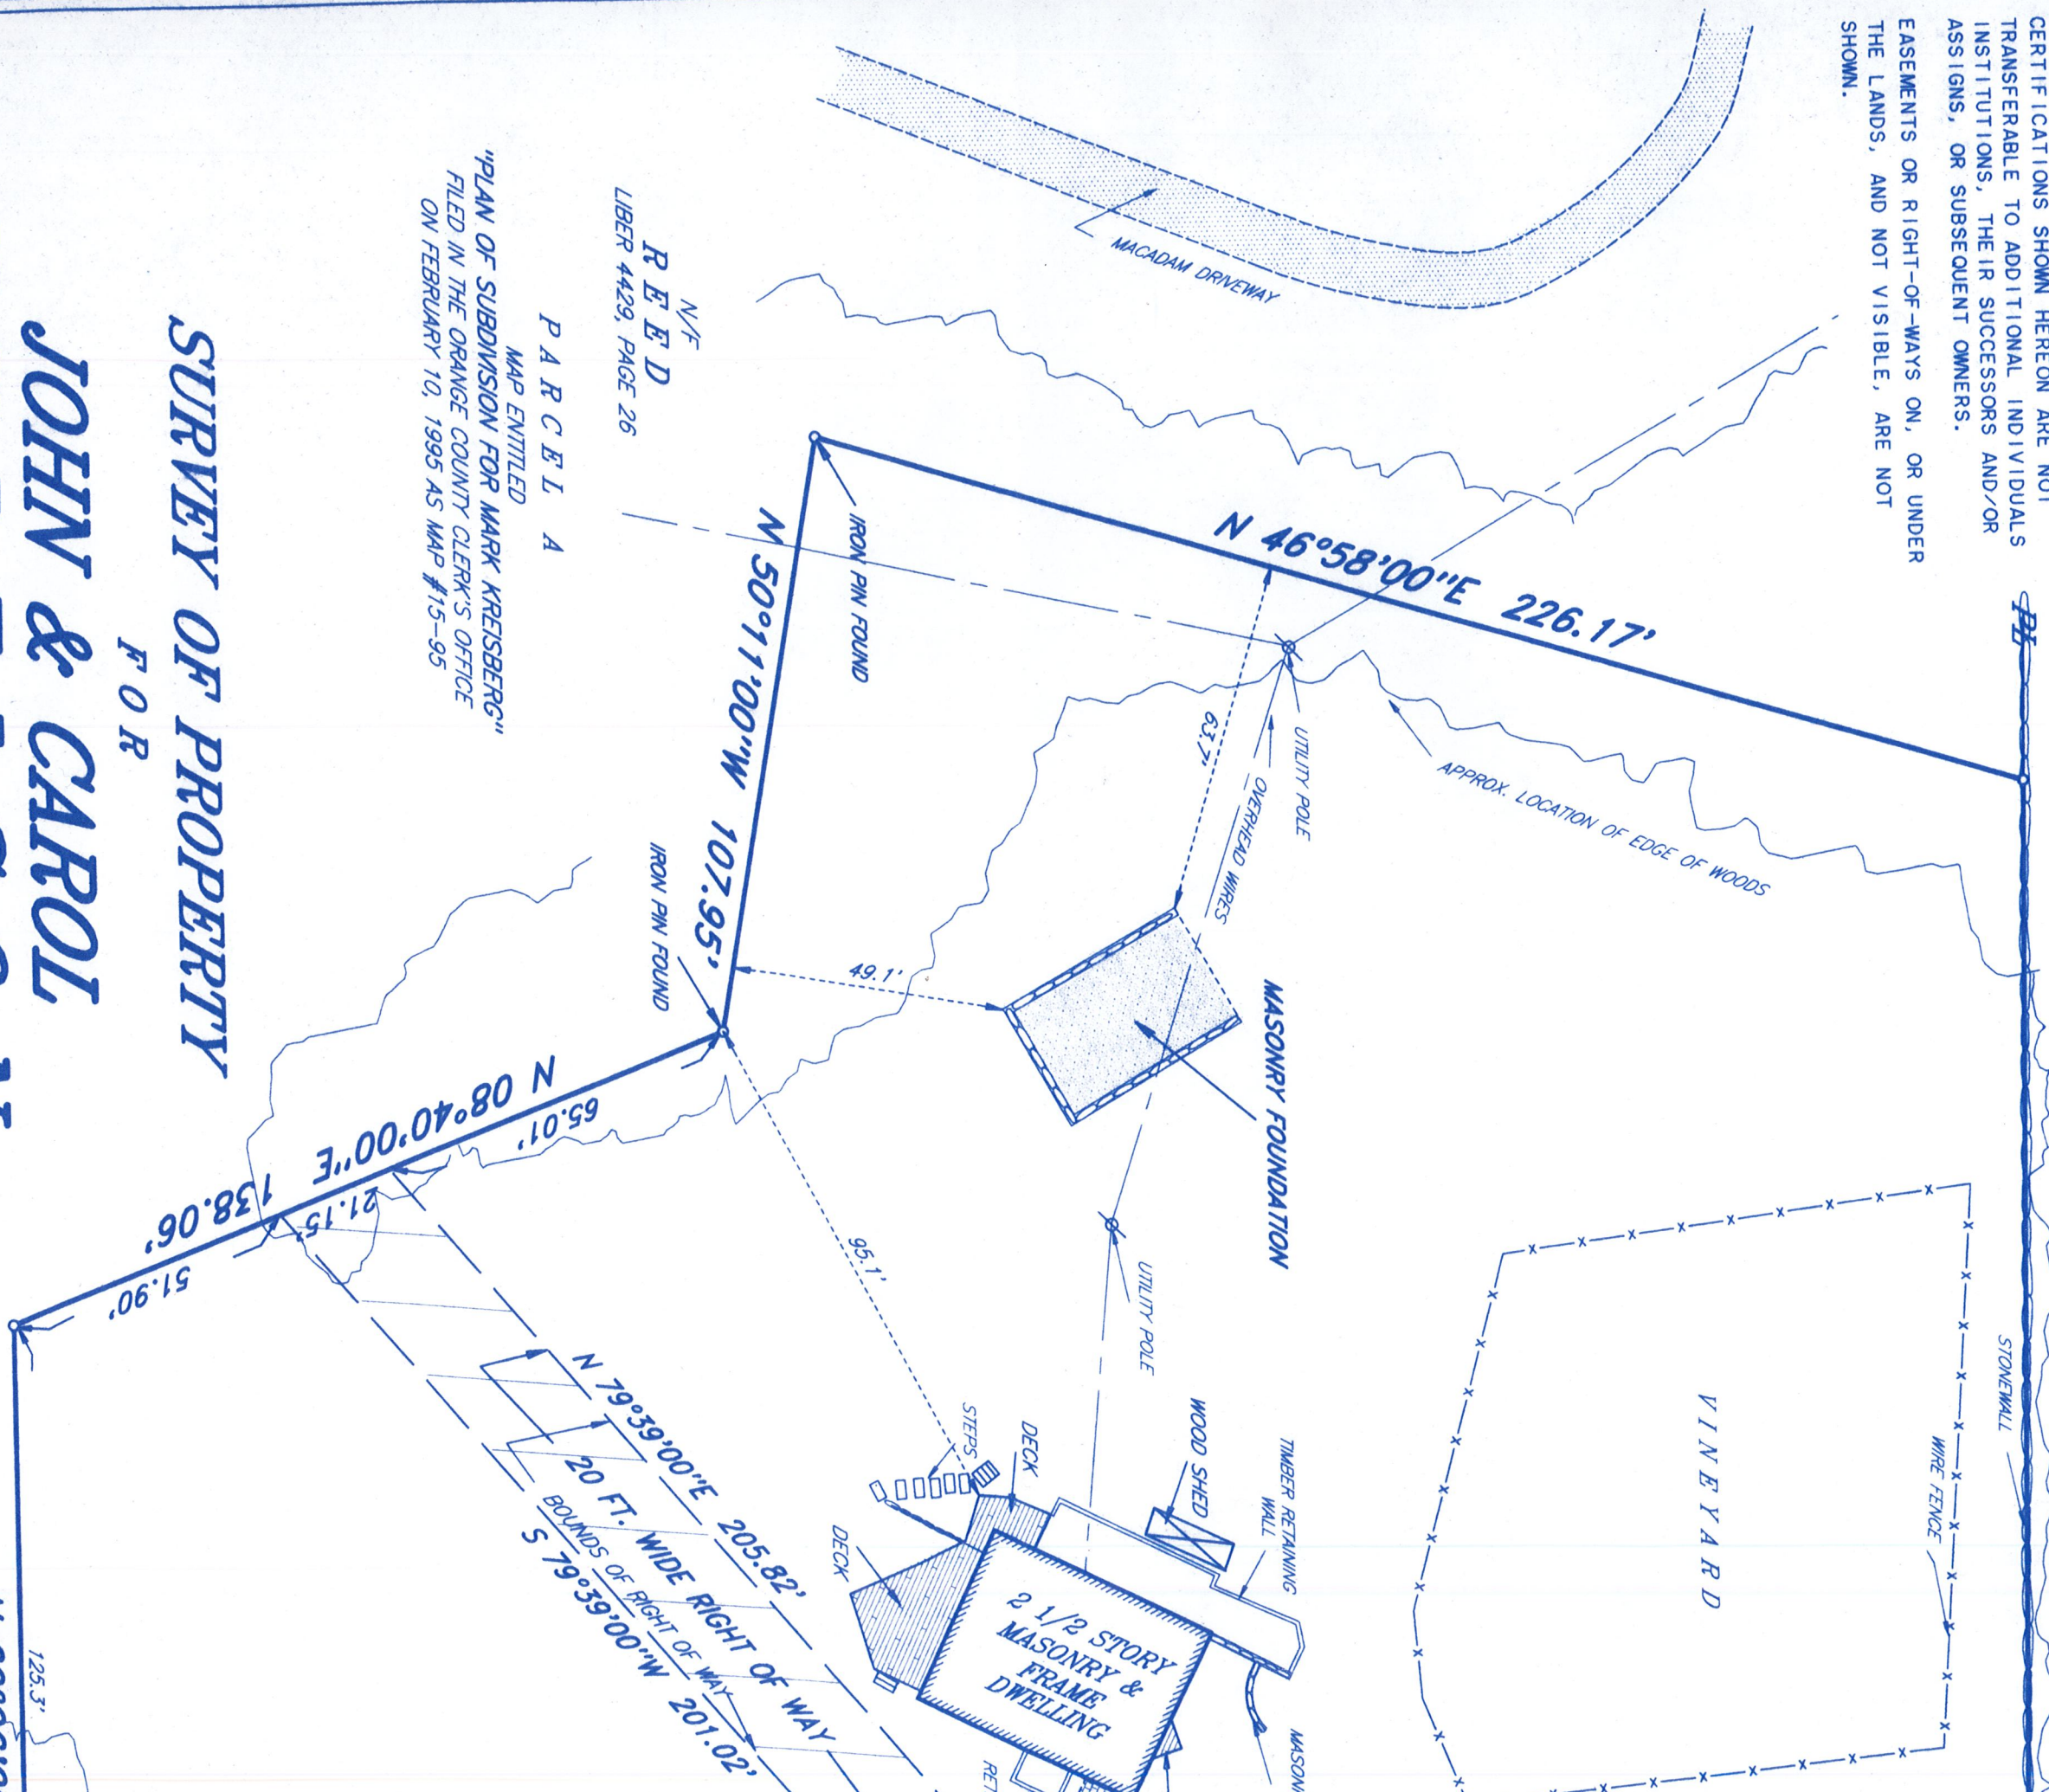 CERTIFICATIONS SHOWN HEREON ARE NOT
TRANSFERABLE TO ADDITIONAL INDIVIDUALS
INSTITUTIONS, THEIR SUCCESSORS AND/OR
ASSIGNS, OR SUBSEQUENT OWNERS.
EASEMENTS OR RIGHT-OF-WAYS ON, OR UNDER
THE LANDS, AND NOT VISIBLE, ARE NOT
SHOWN.
MACADAM DRIVEWAY
N/F
REED
LIBER 4429, PAGE 26
PARCEL A
MAP ENTITLED
"PLAN OF SUBDIVISION FOR MARK KREISBERG"
FILED IN THE ORANGE COUNTY CLERK'S OFFICE
ON FEBRUARY 10, 1995 AS MAP #15-95
SURVEY OF PROPERTY
FOR
JOHN & CAROL
N 46°58'00"E 226.17'
IRON PIN FOUND
N 50°11'00"W 107.95'
IRON PIN FOUND
63.7'
UTILITY POLE
OVERHEAD WIRES
APPROX. LOCATION OF EDGE OF WOODS
49.1'
MASONRY FOUNDATION
N 08°40'00"E 138.06'
65.01'
21.15'
51.90'
95.1'
UTILITY POLE
STONEWALL
WIRE FENCE
VINEYARD
WOOD SHED
TIMBER RETAINING
WALL
STEPS
DECK
DECK
2 1/2 STORY
MASONRY &
FRAME
DWELLING
N 79°39'00"E 205.82'
20 FT. WIDE RIGHT OF WAY
BOUNDS OF RIGHT OF WAY
S 79°39'00"W 201.02'
125.3'
MASON
RET